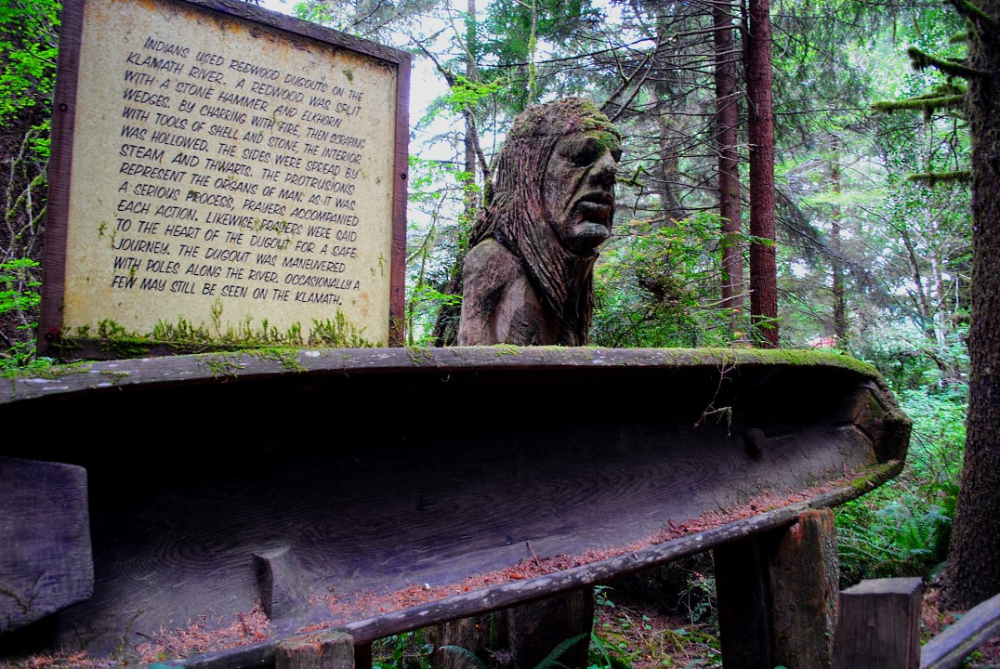 INDIANS USED REDWOOD DUGOUTS ON THE
KLAMATH RIVER. A REDWOOD WAS SPLIT
WITH A STONE HAMMER AND ELKHORN
WEDGES. BY CHARRING WITH FIRE, THEN SCRAPING
WITH TOOLS OF SHELL AND STONE, THE INTERIOR
WAS HOLLOWED. THE SIDES WERE SPREAD BY
STEAM AND THWARTS. THE PROTRUSIONS
REPRESENT THE ORGANS OF MAN. AS IT WAS
A SERIOUS PROCESS, PRAYERS ACCOMPANIED
EACH ACTION. LIKEWISE, PRAYERS WERE SAID
TO THE HEART OF THE DUGOUT FOR A SAFE
JOURNEY. THE DUGOUT WAS MANEUVERED
WITH POLES ALONG THE RIVER. OCCASIONALLY A
FEW MAY STILL BE SEEN ON THE KLAMATH.